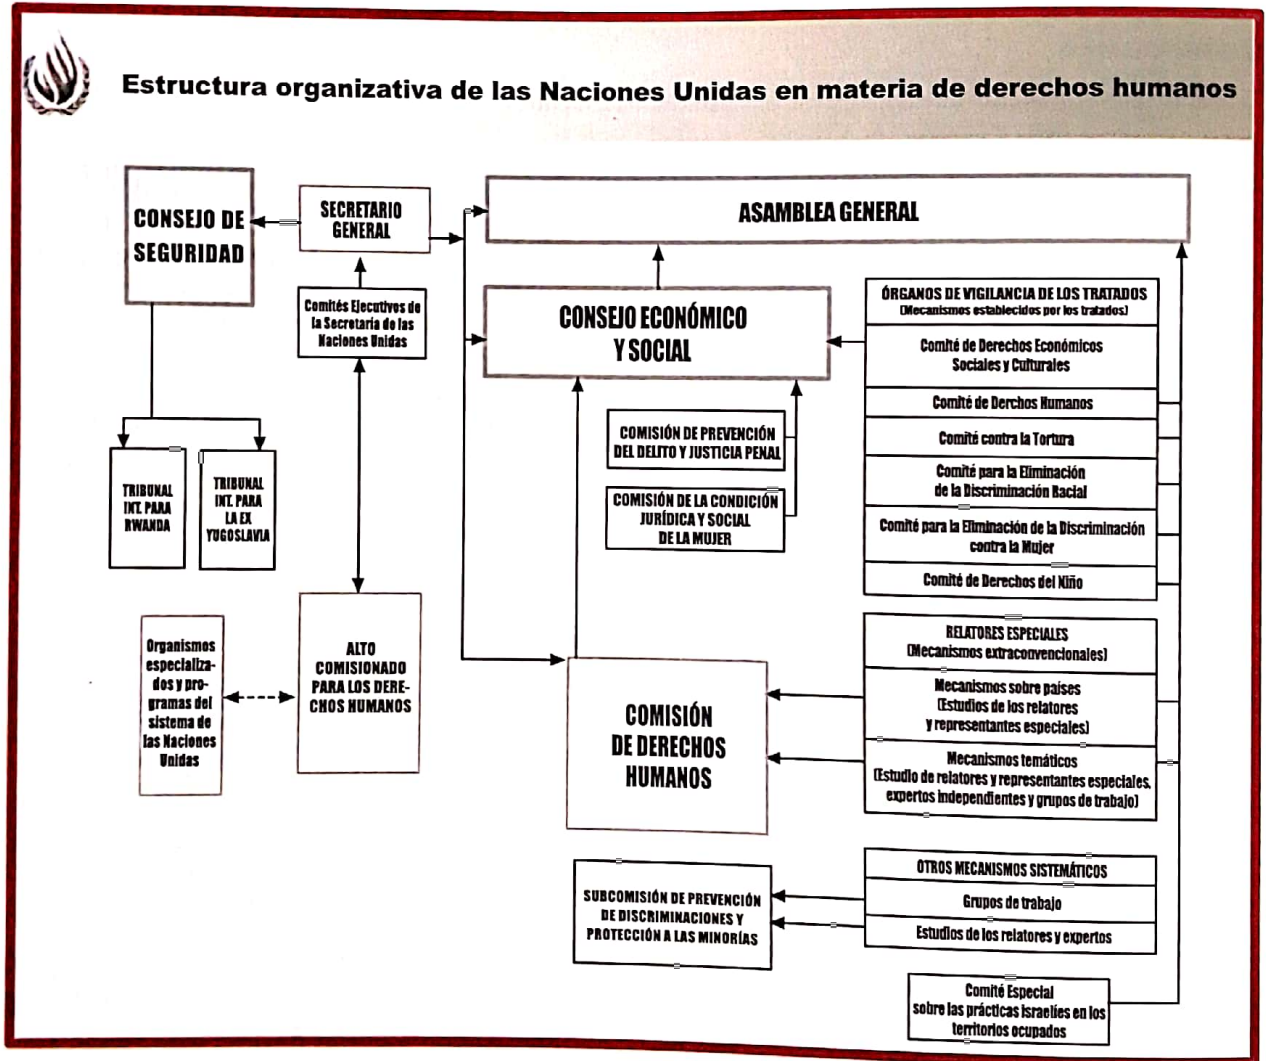 Estructura organizativa de las Naciones Unidas en materia de derechos humanos
CONSEJO DE
SEGURIDAD
SECRETARIO
GENERAL
ASAMBLEA GENERAL
Comités Ejecutivos de
la Secretaría de las
Naciones Unidas
CONSEJO ECONÓMICO
Y SOCIAL
ÓRGANOS DE VIGILANCIA DE LOS TRATADOS
(Mecanismos establecidos por los tratados)
Comité de Derechos Económicos
Sociales y Culturales
Comité de Derchos Humanos
Comité contra la Tortura
Comité para la Eliminación
de la Discriminación Racial
Comité para la Eliminación de la Discriminación
contra la Mujer
Comité de Derechos del Niño
COMISIÓN DE PREVENCIÓN
DEL DELITO Y JUSTICIA PENAL
COMISIÓN DE LA CONDICIÓN
JURÍDICA Y SOCIAL
DE LA MUJER
TRIBUNAL
INT. PARA
RWANDA
TRIBUNAL
INT. PARA
LA EX
YUGOSLAVIA
Organismos
especializa-
dos y pro-
gramas del
sistema de
las Naciones
Unidas
ALTO
COMISIONADO
PARA LOS DERE-
CHOS HUMANOS
COMISIÓN
DE DERECHOS
HUMANOS
RELATORES ESPECIALES
(Mecanismos extraconvencionales)
Mecanismos sobre países
(Estudios de los relatores
y representantes especiales)
Mecanismos temáticos
(Estudio de relatores y representantes especiales,
expertos independientes y grupos de trabajo)
SUBCOMISIÓN DE PREVENCIÓN
DE DISCRIMINACIONES Y
PROTECCIÓN A LAS MINORÍAS
OTROS MECANISMOS SISTEMÁTICOS
Grupos de trabajo
Estudios de los relatores y expertos
Comité Especial
sobre las prácticas israelíes en los
territorios ocupados